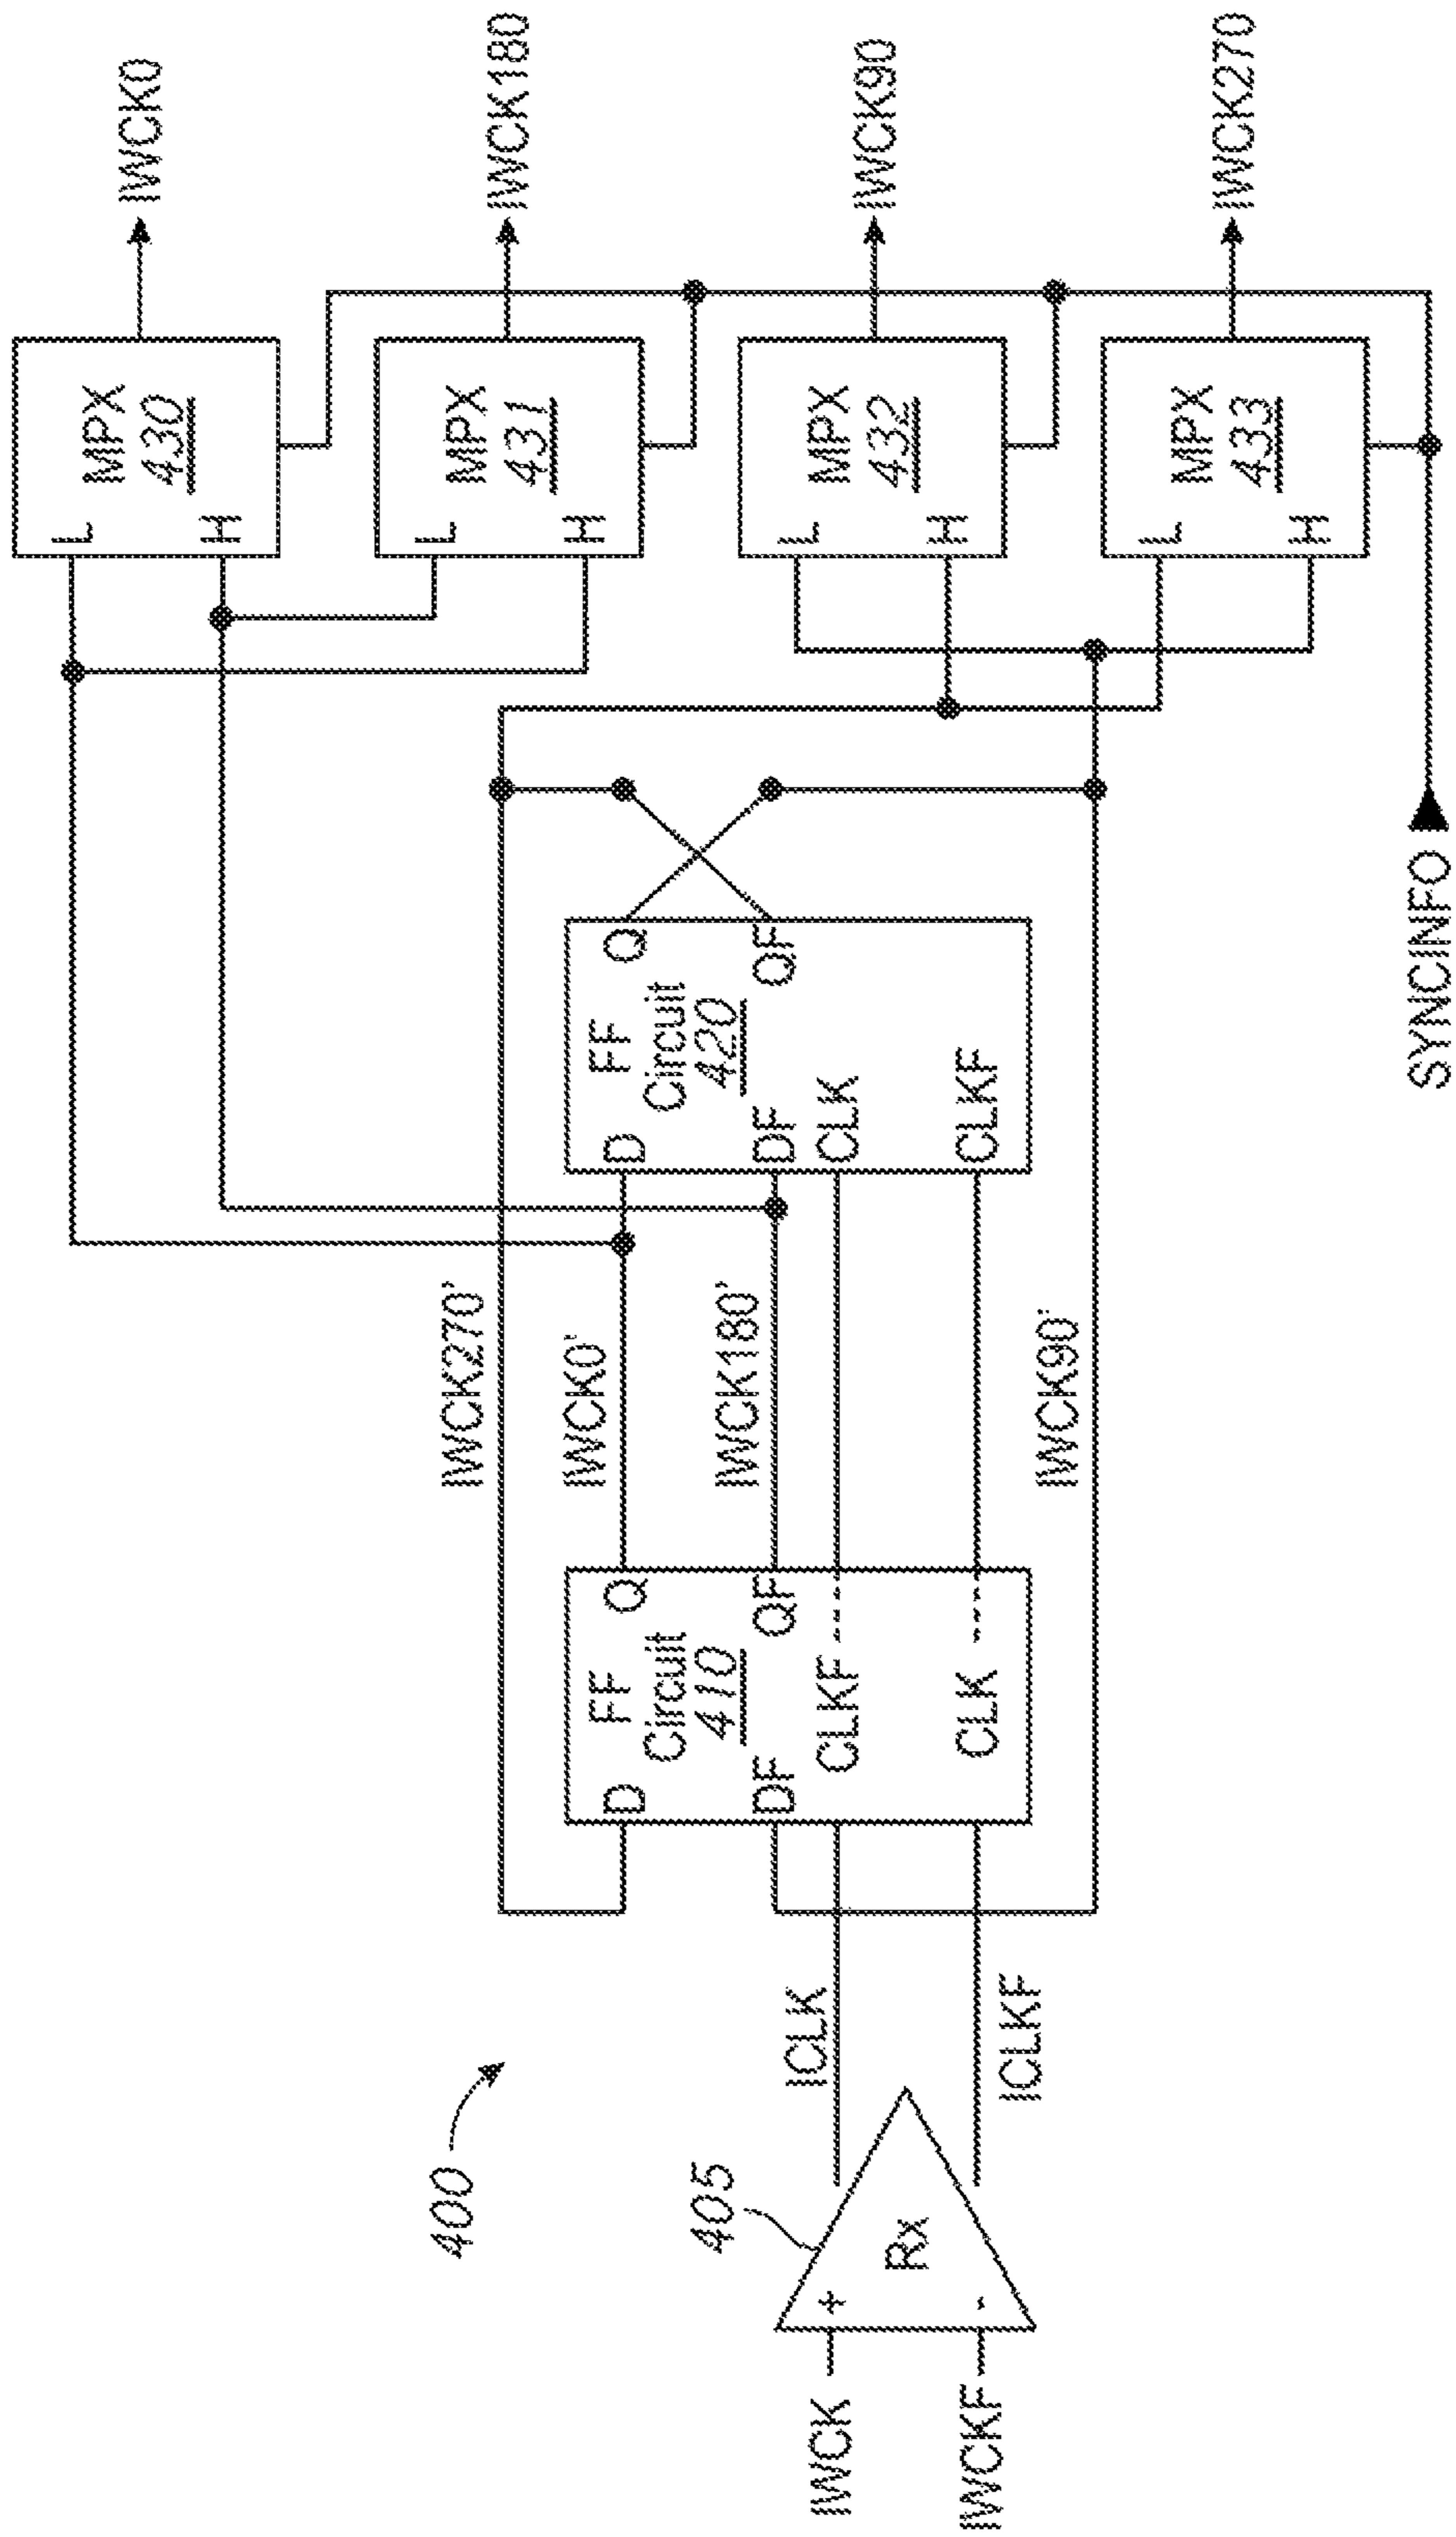 400
IWCK
IWCKF
+
-
Rx
405
ICLK
ICLKF
D
DF
FF
Circuit
410
CLKF
CLK
Q
QF
IWCK270'
IWCK0'
IWCK180'
IWCK90'
D
DF
CLK
CLKF
FF
Circuit
420
Q
QF
SYNCINFO
L
H
MPX
430
IWCK0
L
H
MPX
431
IWCK180
L
H
MPX
432
IWCK90
L
H
MPX
433
IWCK270